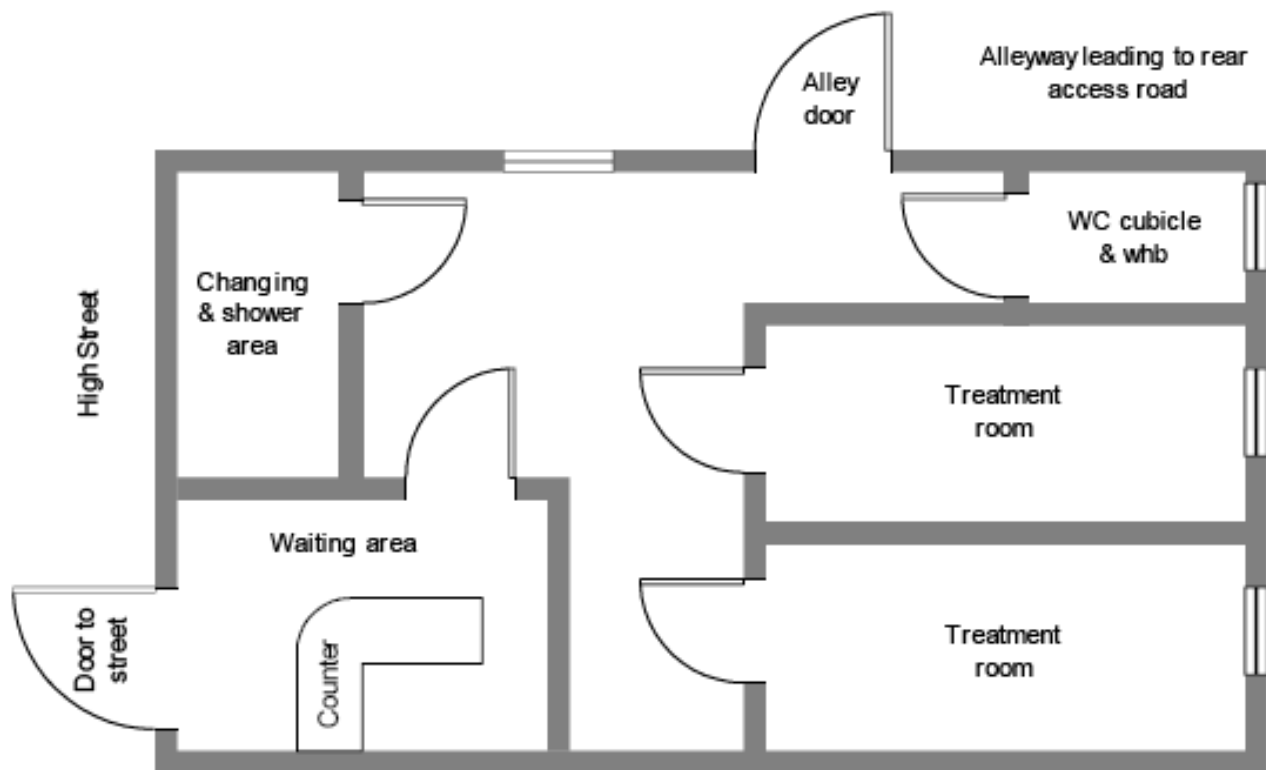 Alleyway leading to rear
access road
Alley
door
WC cubicle
& whb
Changing
& shower
area
High Street
Treatment
room
Waiting area
Door to
street
Counter
Treatment
room